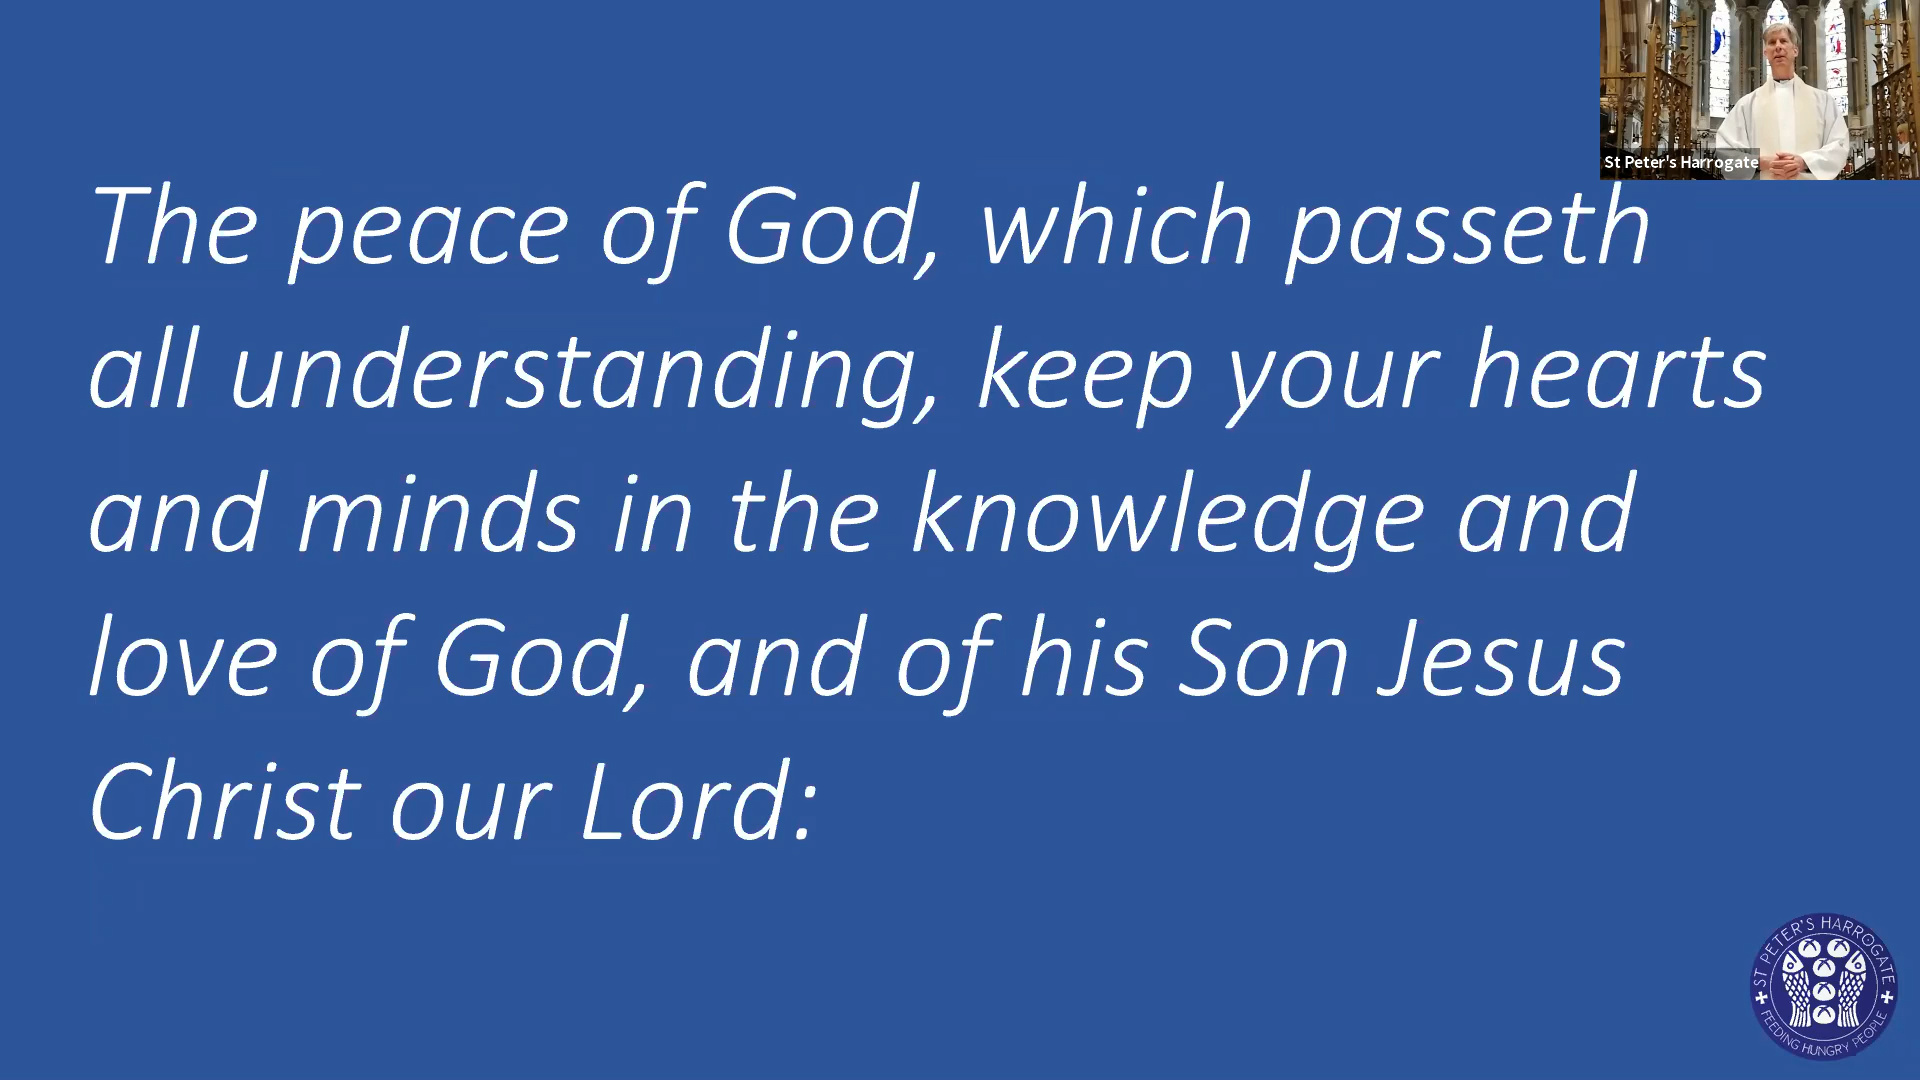 St Peter's Harrogate
The peace of God, which passeth
all understanding, keep your hearts
and minds in the knowledge and
love of God, and of his Son Jesus
Christ our Lord:
ST PETER'S HARROGATE
FEEDING HUNGRY PEOPLE